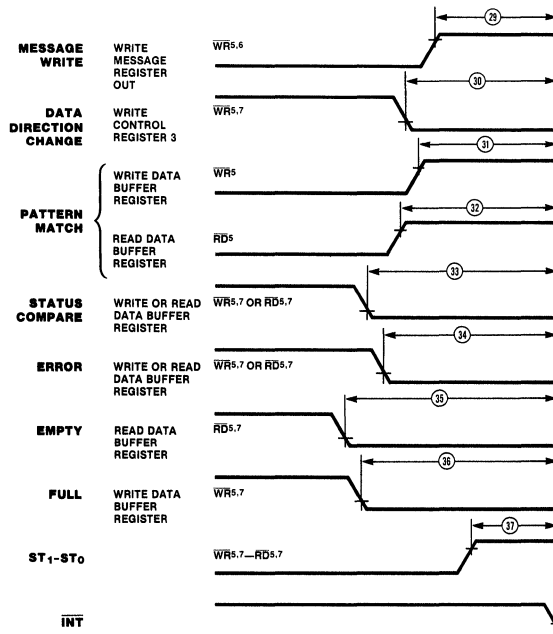 29
MESSAGE WRITE
WRITE MESSAGE REGISTER OUT
WR5,6
30
DATA DIRECTION CHANGE
WRITE CONTROL REGISTER 3
WR5,7
31
PATTERN MATCH
WRITE DATA BUFFER REGISTER
WR5
32
READ DATA BUFFER REGISTER
RD5
33
STATUS COMPARE
WRITE OR READ DATA BUFFER REGISTER
WR5,7 OR RD5,7
34
ERROR
WRITE OR READ DATA BUFFER REGISTER
WR5,7 OR RD5,7
35
EMPTY
READ DATA BUFFER REGISTER
RD5,7
36
FULL
WRITE DATA BUFFER REGISTER
WR5,7
37
ST1-ST0
WR5,7—RD5,7
INT